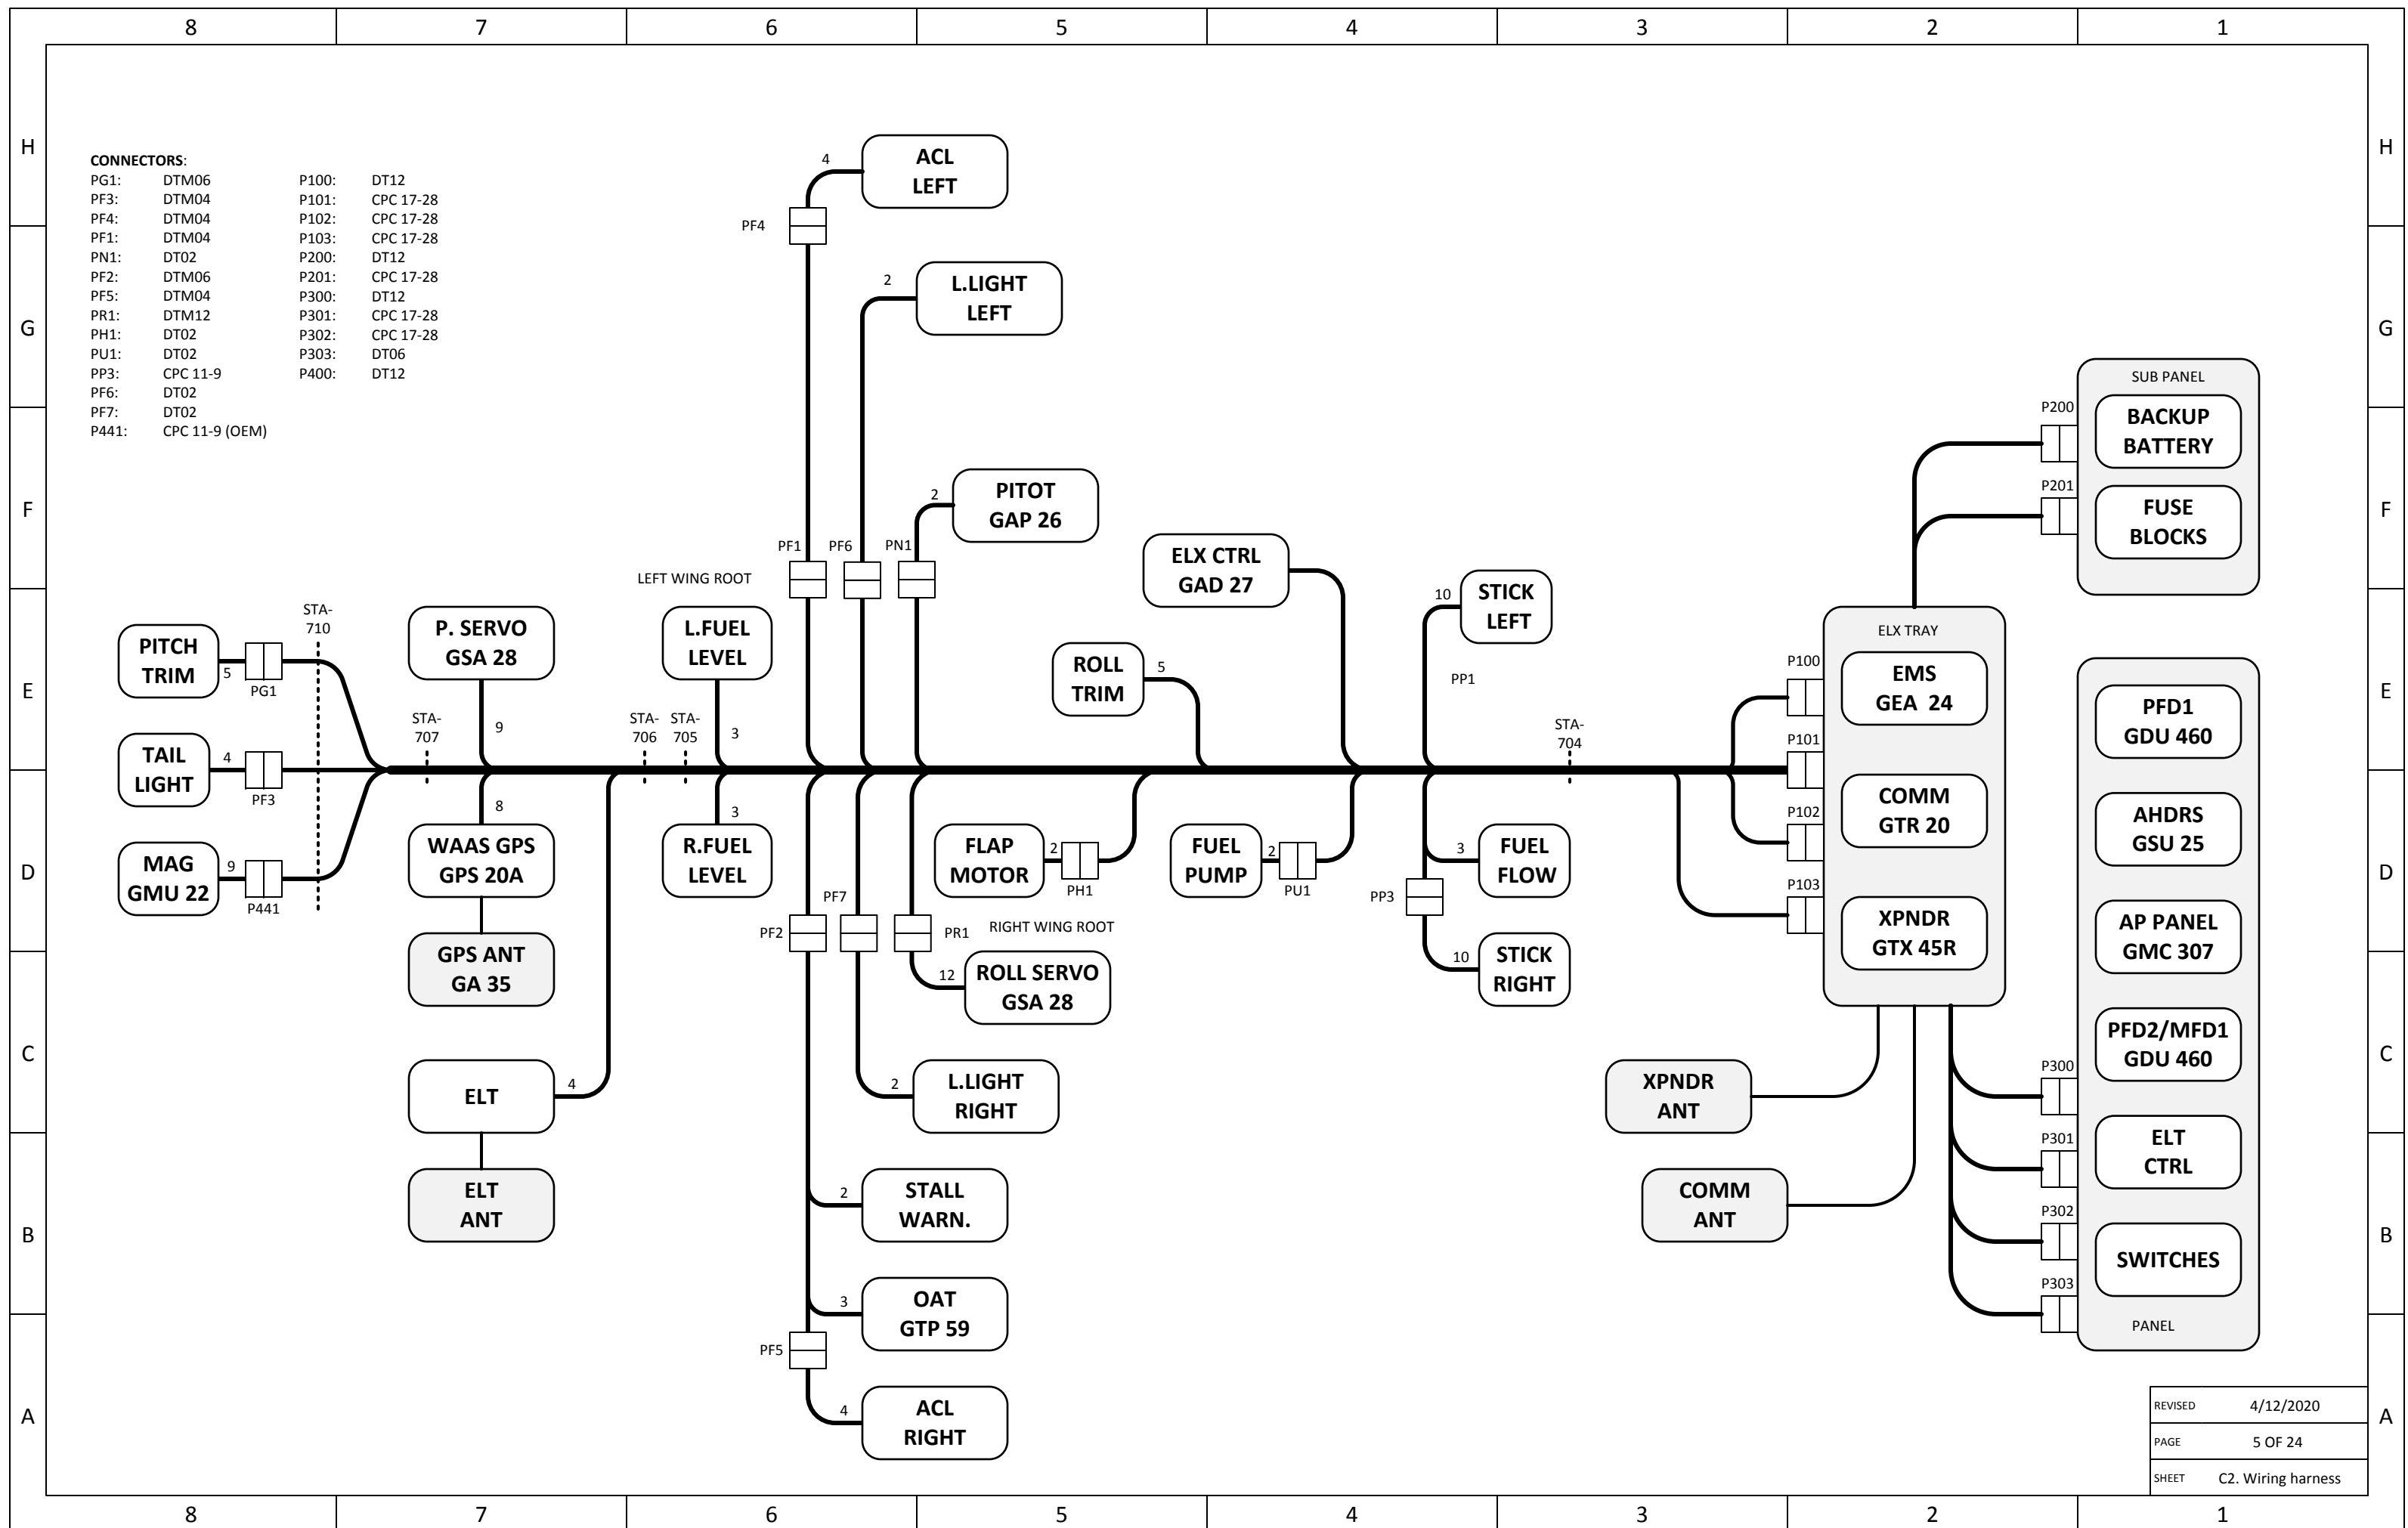 8 7 6 5 4 3 2 1
H
G
F
E
D
C
B
A
H
G
F
E
D
C
B
A
CONNECTORS:
PG1: DTM06 P100: DT12
PF3: DTM04 P101: CPC 17-28
PF4: DTM04 P102: CPC 17-28
PF1: DTM04 P103: CPC 17-28
PN1: DT02 P200: DT12
PF2: DTM06 P201: CPC 17-28
PF5: DTM04 P300: DT12
PR1: DTM12 P301: CPC 17-28
PH1: DT02 P302: CPC 17-28
PU1: DT02 P303: DT06
PP3: CPC 11-9 P400: DT12
PF6: DT02
PF7: DT02
P441: CPC 11-9 (OEM)
PITCH
TRIM
5
PG1
STA-
710
TAIL
LIGHT
4
PF3
MAG
GMU 22
9
P441
STA-
707
P. SERVO
GSA 28
9
8
WAAS GPS
GPS 20A
GPS ANT
GA 35
ELT
4
ELT
ANT
STA-
706
STA-
705
LEFT WING ROOT
L.FUEL
LEVEL
3
3
R.FUEL
LEVEL
4
ACL
LEFT
PF4
2
L.LIGHT
LEFT
2
PITOT
GAP 26
PF1
PF6
PN1
PF2
PF7
PR1
RIGHT WING ROOT
12
ROLL SERVO
GSA 28
2
L.LIGHT
RIGHT
2
STALL
WARN.
3
OAT
GTP 59
PF5
4
ACL
RIGHT
ROLL
TRIM
5
FLAP
MOTOR
2
PH1
ELX CTRL
GAD 27
FUEL
PUMP
2
PU1
10
STICK
LEFT
PP1
3
FUEL
FLOW
PP3
10
STICK
RIGHT
STA-
704
P100
P101
P102
P103
ELX TRAY
EMS
GEA 24
COMM
GTR 20
XPNDR
GTX 45R
XPNDR
ANT
COMM
ANT
P200
P201
SUB PANEL
BACKUP
BATTERY
FUSE
BLOCKS
PFD1
GDU 460
AHDRS
GSU 25
AP PANEL
GMC 307
PFD2/MFD1
GDU 460
ELT
CTRL
SWITCHES
PANEL
P300
P301
P302
P303
REVISED 4/12/2020
PAGE 5 OF 24
SHEET C2. Wiring harness
8 7 6 5 4 3 2 1